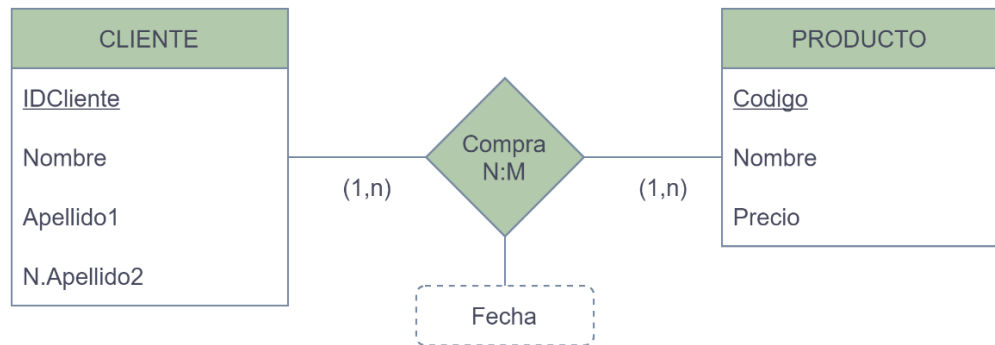 CLIENTE
IDCliente
Nombre
Apellido1
N.Apellido2
Compra
N:M
(1,n)
(1,n)
Fecha
PRODUCTO
Codigo
Nombre
Precio